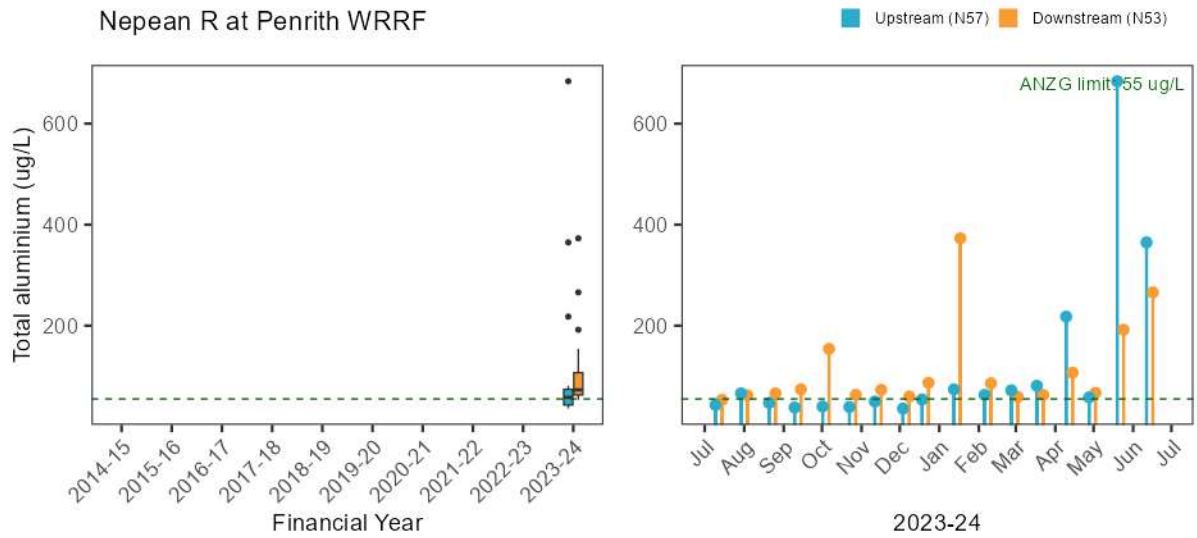 Nepean R at Penrith WRRF
Upstream (N57) Downstream (N53)
Total aluminium (ug/L)
600
400
200
2014-15
2015-16
2016-17
2017-18
2018-19
2019-20
2020-21
2021-22
2022-23
2023-24
Financial Year
ANZG limit: 55 ug/L
600
400
200
Jul
Aug
Sep
Oct
Nov
Dec
Jan
Feb
Mar
Apr
May
Jun
Jul
2023-24